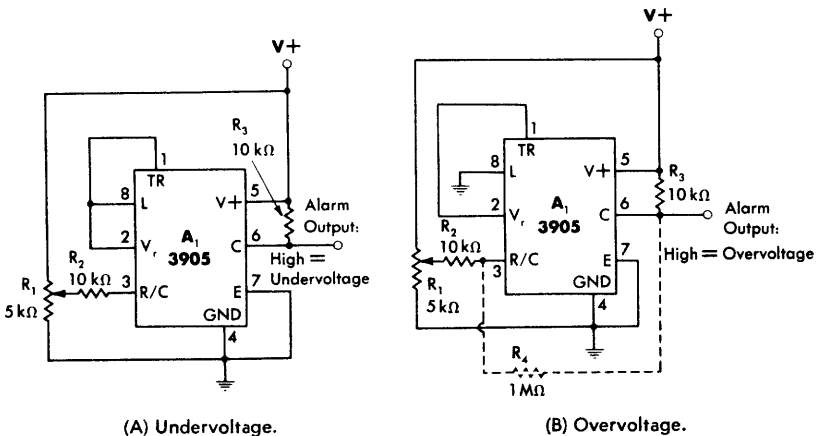 V+
R₃
10 kΩ
1
TR
8
L
5
V+
Alarm
Output:
2
Vᵣ
A₁
3905
C
6
High =
Undervoltage
R₂
10 kΩ
3
R/C
E
7
R₁
5 kΩ
GND
4
(A) Undervoltage.
V+
1
TR
8
L
5
V+
R₃
10 kΩ
2
Vᵣ
A₁
3905
C
6
Alarm
Output:
High = Overvoltage
R₂
10 kΩ
3
R/C
E
7
R₁
5 kΩ
GND
4
R₄
1 MΩ
(B) Overvoltage.